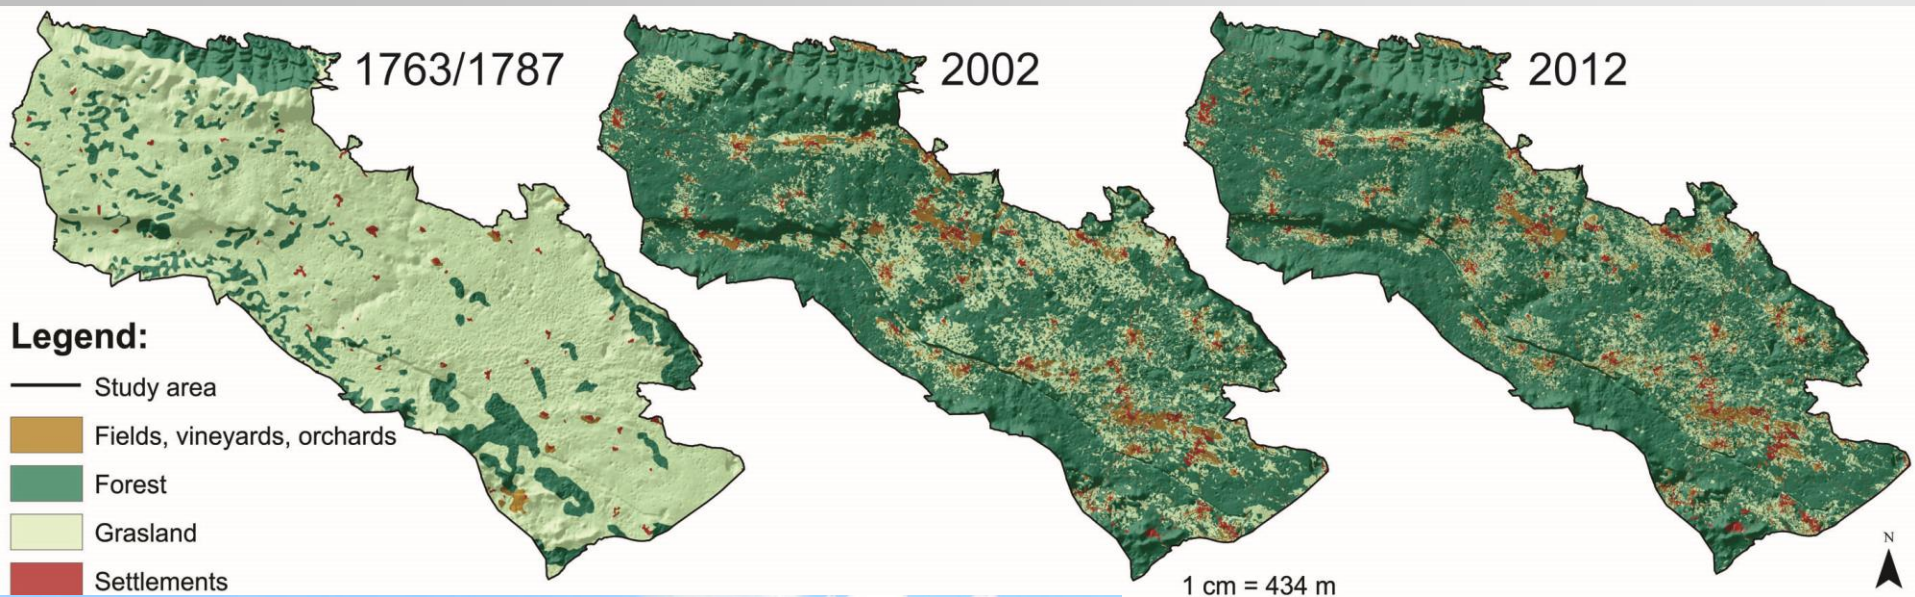 1763/1787
2002
2012
Legend:
Study area
Fields, vineyards, orchards
Forest
Grasland
Settlements
1 cm = 434 m
N